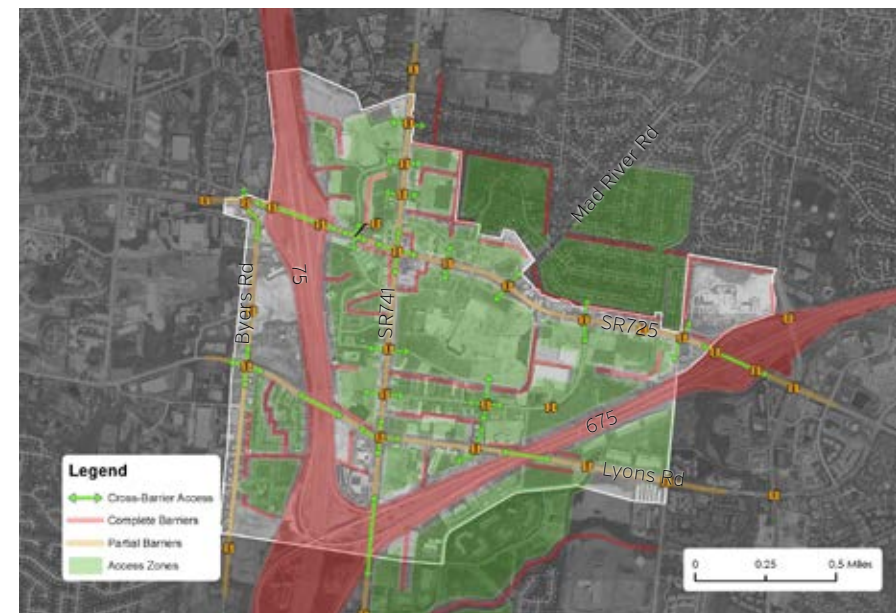 Mad River Rd
75
Byers Rd
SR741
SR725
675
Lyons Rd
Legend
Cross-Barrier Access
Complete Barriers
Partial Barriers
Access Zones
0 0.25 0.5 Miles